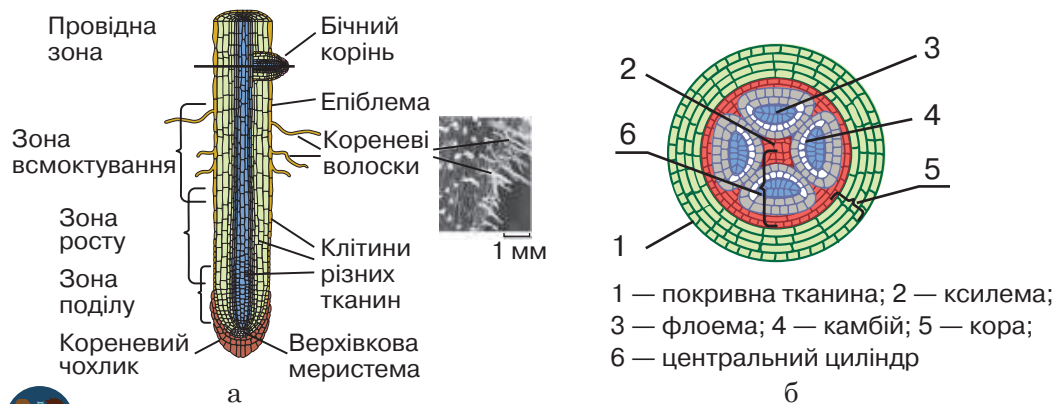 Провідна
зона
Бічний
корінь
Епіблема
Зона
всмоктування
Кореневі
волоски
1 мм
Зона
росту
Клітини
різних
тканин
Зона
поділу
Кореневий
чохлик
Верхівкова
меристема
а
3
2
4
6
5
1
1 — покривна тканина; 2 — ксилема;
3 — флоема; 4 — камбій; 5 — кора;
6 — центральний циліндр
б